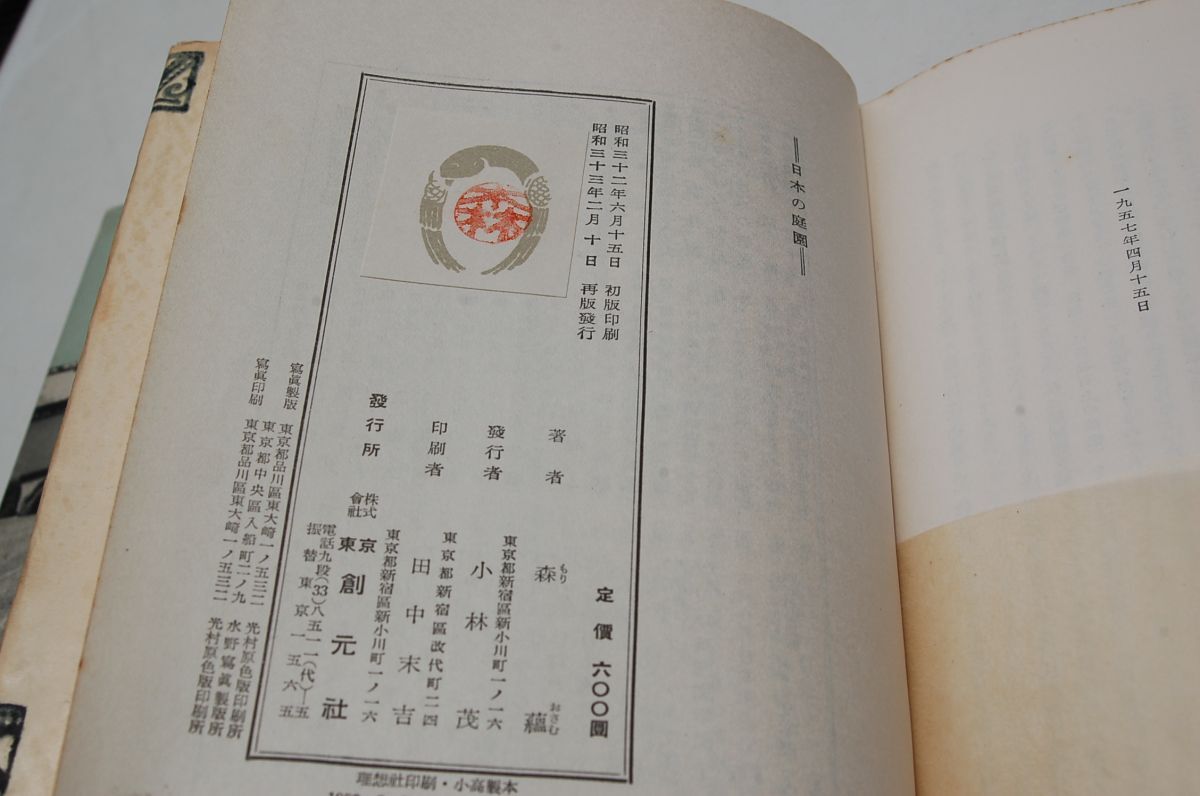 一九五七年四月十五日
日本の庭園
昭和三十二年六月十五日 初版印刷
昭和三十三年二月十日 再版發行
森
定價 六〇〇圓
著者 森 蘊
もり おさむ
發行者 東京都新宿區新小川町一ノ一六
小林 茂
印刷者 東京都新宿區改代町二四
田中末吉
發行所 東京都新宿區新小川町一ノ一六
株式會社 東京創元社
電話九段(33)八五一一(代)―五
振替東京一五六五
寫眞製版 東京都品川區東大崎一ノ五三二 光村原色版印刷所
東京都中央區入船町二ノ九 水野寫眞製版所
寫眞印刷 東京都品川區東大崎一ノ五三二 光村原色版印刷所
理想社印刷・小高製本